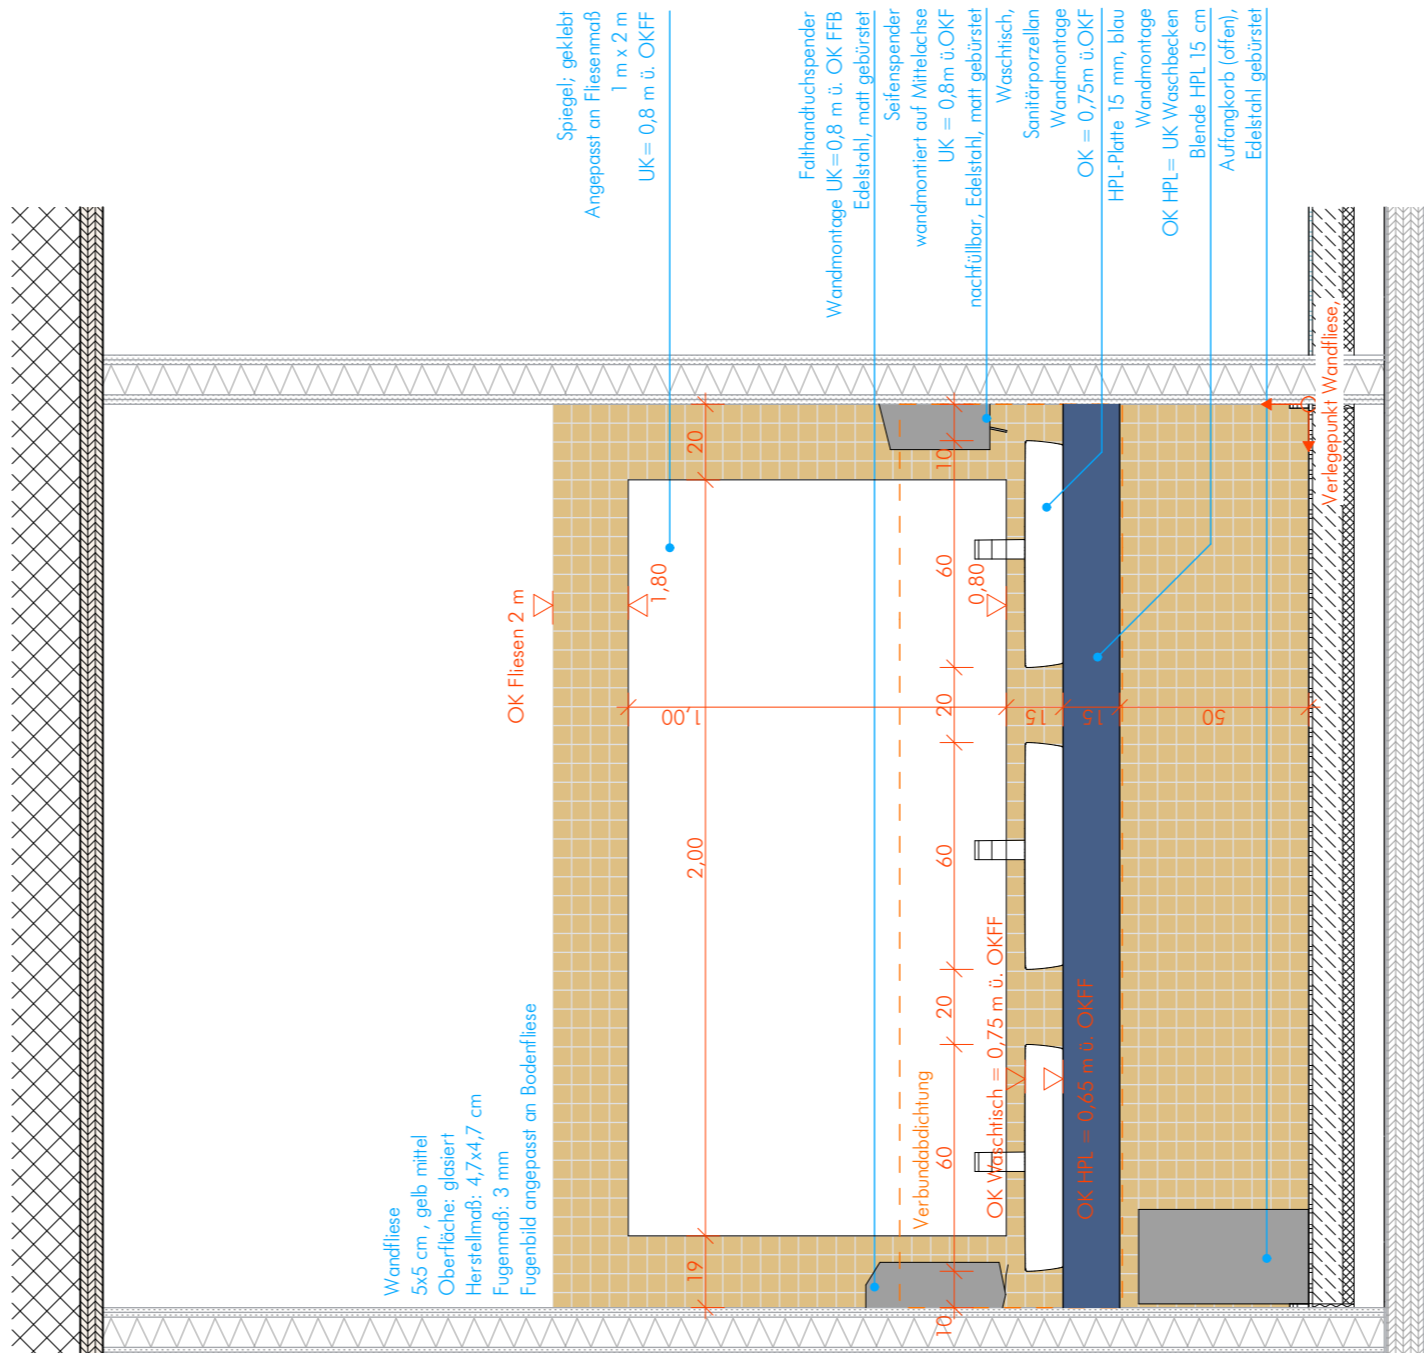 Spiegel; geklebt
Angepasst an Fliesenmaß
1 m x 2 m
UK= 0,8 m ü. OKFF
Falthandtuchspender
Wandmontage UK=0,8 m ü. OK FFB
Edelstahl, matt gebürstet
Seifenspender
wandmontiert auf Mittelachse
UK = 0,8m ü.OKF
nachfüllbar, Edelstahl, matt gebürstet
Waschtisch,
Sanitärporzellan
Wandmontage
OK = 0,75m ü.OKF
HPL-Platte 15 mm, blau
Wandmontage
OK HPL= UK Waschbecken
Blende HPL 15 cm
Auffangkorb (offen),
Edelstahl gebürstet
Verlegepunkt Wandfliese,
OK Fliesen 2 m
1,80
0,80
20
2,00
19
1,00
15
15
50
10
60
20
60
20
60
10
Verbundabdichtung
OK Waschtisch = 0,75 m ü. OKFF
OK HPL = 0,65 m ü. OKFF
Wandfliese
5x5 cm , gelb mittel
Oberfläche: glasiert
Herstellmaß: 4,7x4,7 cm
Fugenmaß: 3 mm
Fugenbild angepasst an Bodenfliese